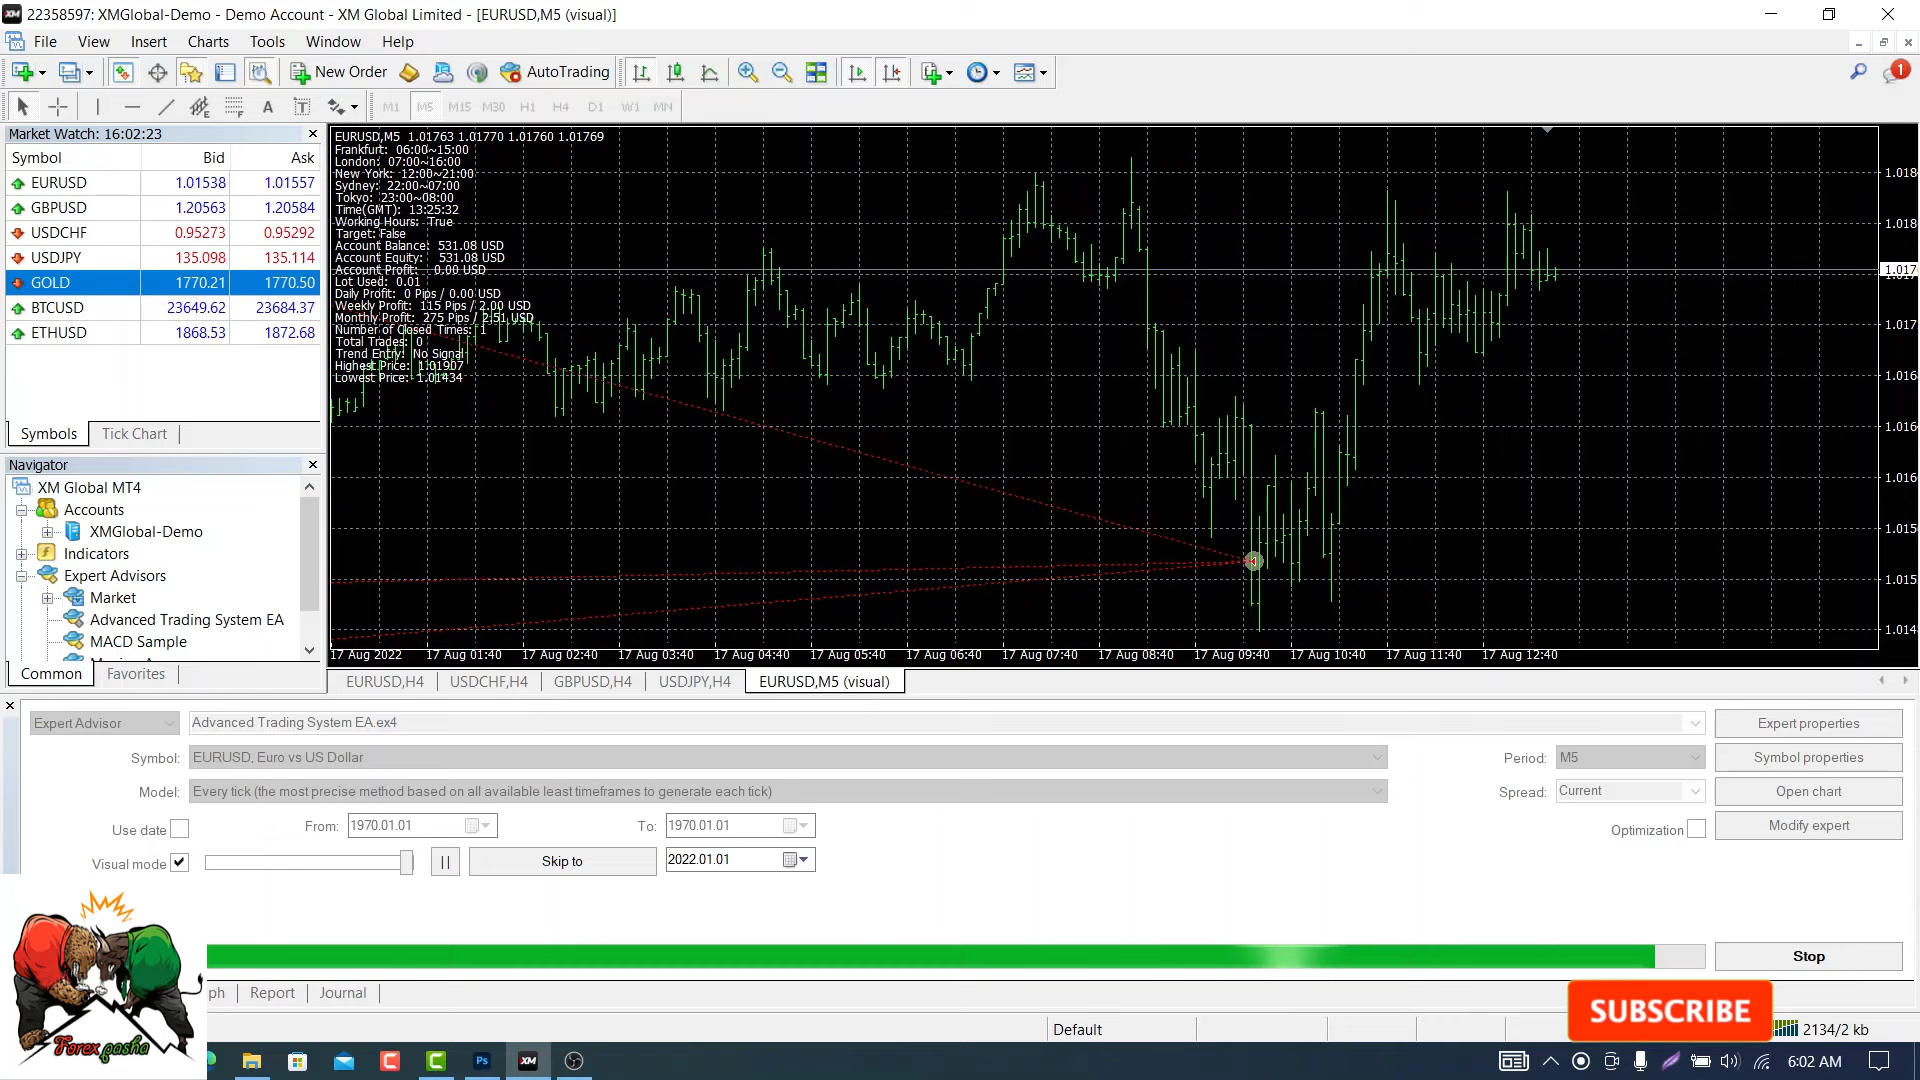 22358597: XMGlobal-Demo - Demo Account - XM Global Limited - [EURUSD,M5 (visual)]
File View Insert Charts Tools Window Help
New Order AutoTrading 1
A T M1 M5 M15 M30 H1 H4 D1 W1 MN
Market Watch: 16:02:23
Symbol Bid Ask
EURUSD 1.01538 1.01557
GBPUSD 1.20563 1.20584
USDCHF 0.95273 0.95292
USDJPY 135.098 135.114
GOLD 1770.21 1770.50
BTCUSD 23649.62 23684.37
ETHUSD 1868.53 1872.68
Symbols Tick Chart
Navigator
XM Global MT4
Accounts
XMGlobal-Demo
Indicators
Expert Advisors
Market
Advanced Trading System EA
MACD Sample
Common Favorites
EURUSD,M5 1.01763 1.01770 1.01760 1.01769
Frankfurt: 06:00~15:00
London: 07:00~16:00
New York: 12:00~21:00
Sydney: 22:00~07:00
Tokyo: 23:00~08:00
Time(GMT): 13:25:32
Working Hours: True
Target: False
Account Balance: 531.08 USD
Account Equity: 531.08 USD
Account Profit: 0.00 USD
Lot Used: 0.01
Daily Profit: 0 Pips / 0.00 USD
Weekly Profit: 115 Pips / 2.00 USD
Monthly Profit: 275 Pips / 2.51 USD
Number of Closed Times: 1
Total Trades: 0
Trend Entry: No Signal
Highest Price: 1.01907
Lowest Price: 1.01434
1.018
1.018
1.017
1.017
1.016
1.016
1.016
1.015
1.015
1.014
17 Aug 2022 17 Aug 01:40 17 Aug 02:40 17 Aug 03:40 17 Aug 04:40 17 Aug 05:40 17 Aug 06:40 17 Aug 07:40 17 Aug 08:40 17 Aug 09:40 17 Aug 10:40 17 Aug 11:40 17 Aug 12:40
EURUSD,H4 USDCHF,H4 GBPUSD,H4 USDJPY,H4 EURUSD,M5 (visual)
Expert Advisor Advanced Trading System EA.ex4 Expert properties
Symbol: EURUSD, Euro vs US Dollar Period: M5 Symbol properties
Model: Every tick (the most precise method based on all available least timeframes to generate each tick) Spread: Current Open chart
Use date From: 1970.01.01 To: 1970.01.01 Optimization Modify expert
Visual mode Skip to 2022.01.01
Stop
ph Report Journal
Default 2134/2 kb
SUBSCRIBE
Forex pasha
Ps XM 6:02 AM